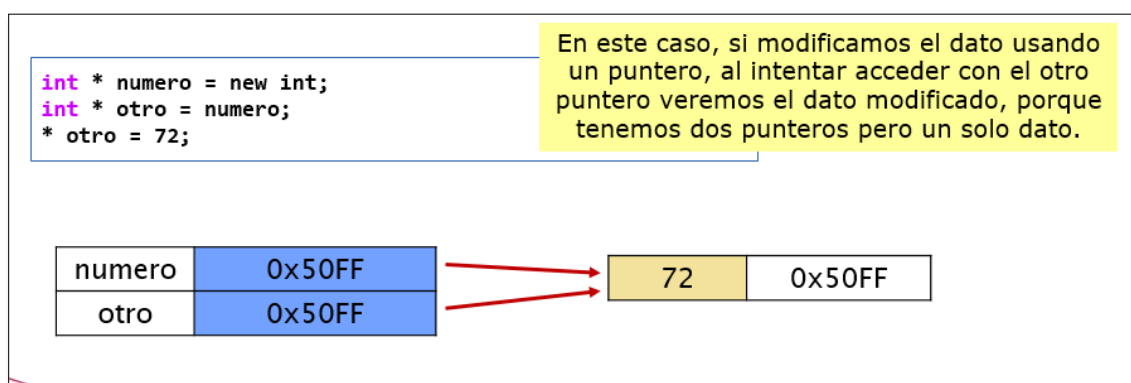 En este caso, si modificamos el dato usando
un puntero, al intentar acceder con el otro
puntero veremos el dato modificado, porque
tenemos dos punteros pero un solo dato.
int * numero = new int;
int * otro = numero;
* otro = 72;
numero 0x50FF
otro 0x50FF
72 0x50FF